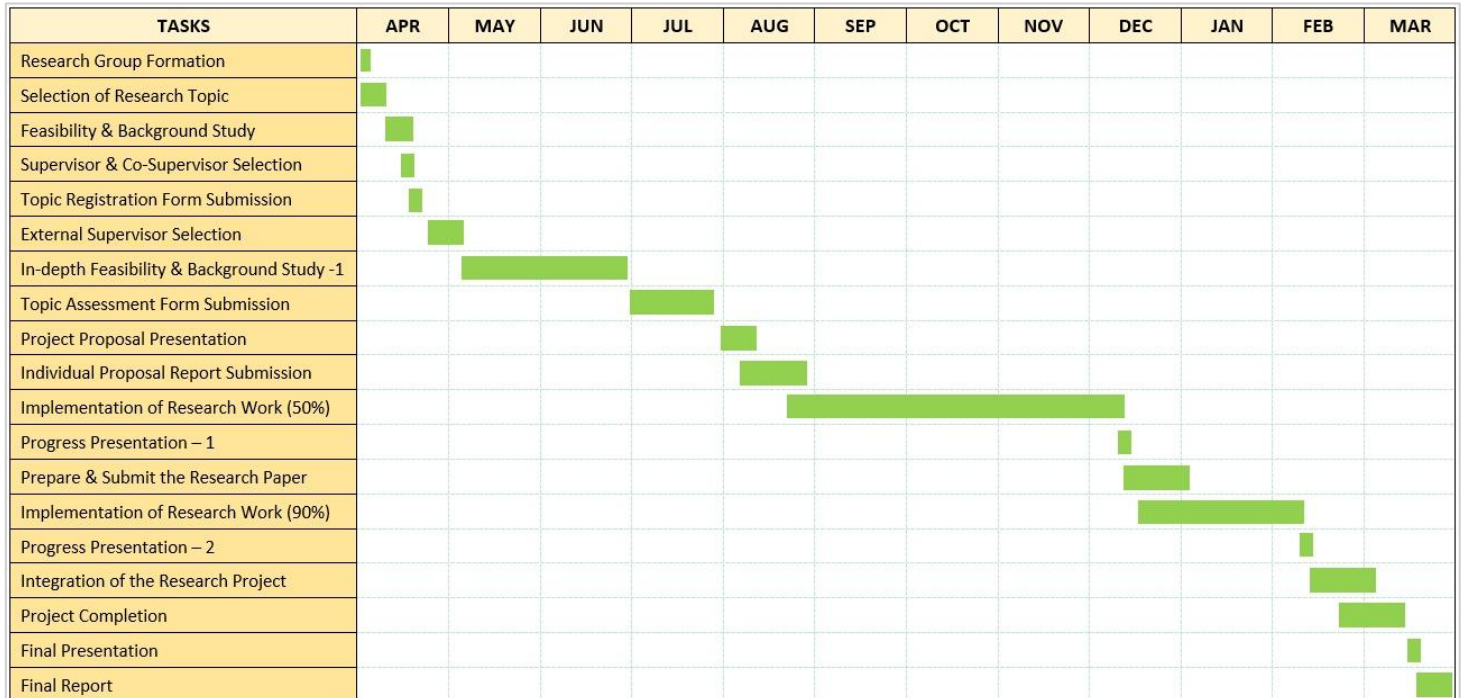 TASKS APR MAY JUN JUL AUG SEP OCT NOV DEC JAN FEB MAR
Research Group Formation
Selection of Research Topic
Feasibility & Background Study
Supervisor & Co-Supervisor Selection
Topic Registration Form Submission
External Supervisor Selection
In-depth Feasibility & Background Study -1
Topic Assessment Form Submission
Project Proposal Presentation
Individual Proposal Report Submission
Implementation of Research Work (50%)
Progress Presentation – 1
Prepare & Submit the Research Paper
Implementation of Research Work (90%)
Progress Presentation – 2
Integration of the Research Project
Project Completion
Final Presentation
Final Report